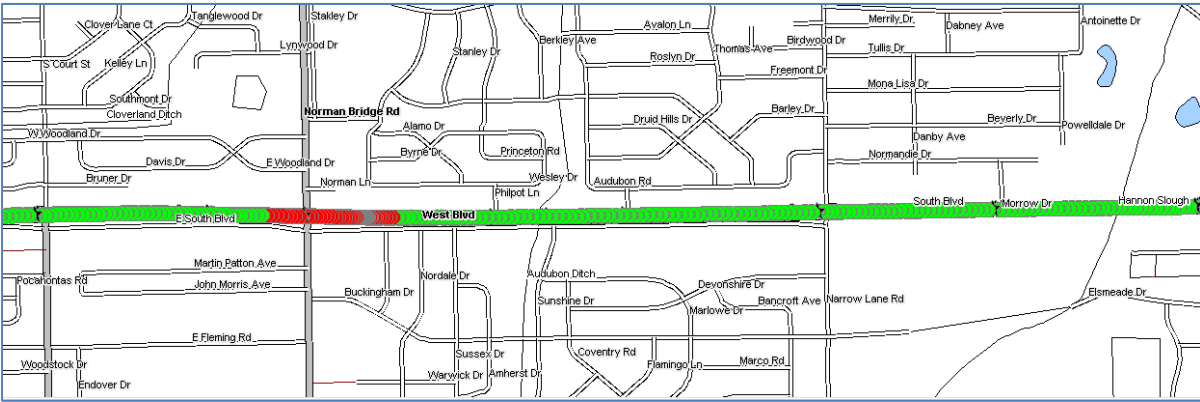 Clover Lane Ct
Tanglewood Dr
Stakley Dr
Avalon Ln
Merrily Dr
Dabney Ave
Antoinette Dr
S Court St
Kelley Ln
Lynwood Dr
Stanley Dr
Berkley Ave
Roslyn Dr
Thomas Ave
Birdwood Dr
Tullis Dr
Freemont Dr
Mona Lisa Dr
Southmont Dr
Cloverland Ditch
Norman Bridge Rd
Druid Hills Dr
Barley Dr
Beverly Dr
Powelldale Dr
W Woodland Dr
Alamo Dr
Danby Ave
Davis Dr
E Woodland Dr
Byrne Dr
Princeton Rd
Normandie Dr
Bruner Dr
Norman Ln
Wesley Dr
Audubon Rd
Philpot Ln
E South Blvd
West Blvd
South Blvd
Morrow Dr
Hannon Slough
Martin Patton Ave
Pocahontas Rd
John Morris Ave
Nordale Dr
Audubon Ditch
Buckingham Dr
Sunshine Dr
Devonshire Dr
Bancroft Ave
Narrow Lane Rd
Elsmeade Dr
Marlowe Dr
E Fleming Rd
Woodstock Dr
Sussex Dr
Coventry Rd
Flamingo Ln
Marco Rd
Endover Dr
Warwick Dr
Amherst Dr